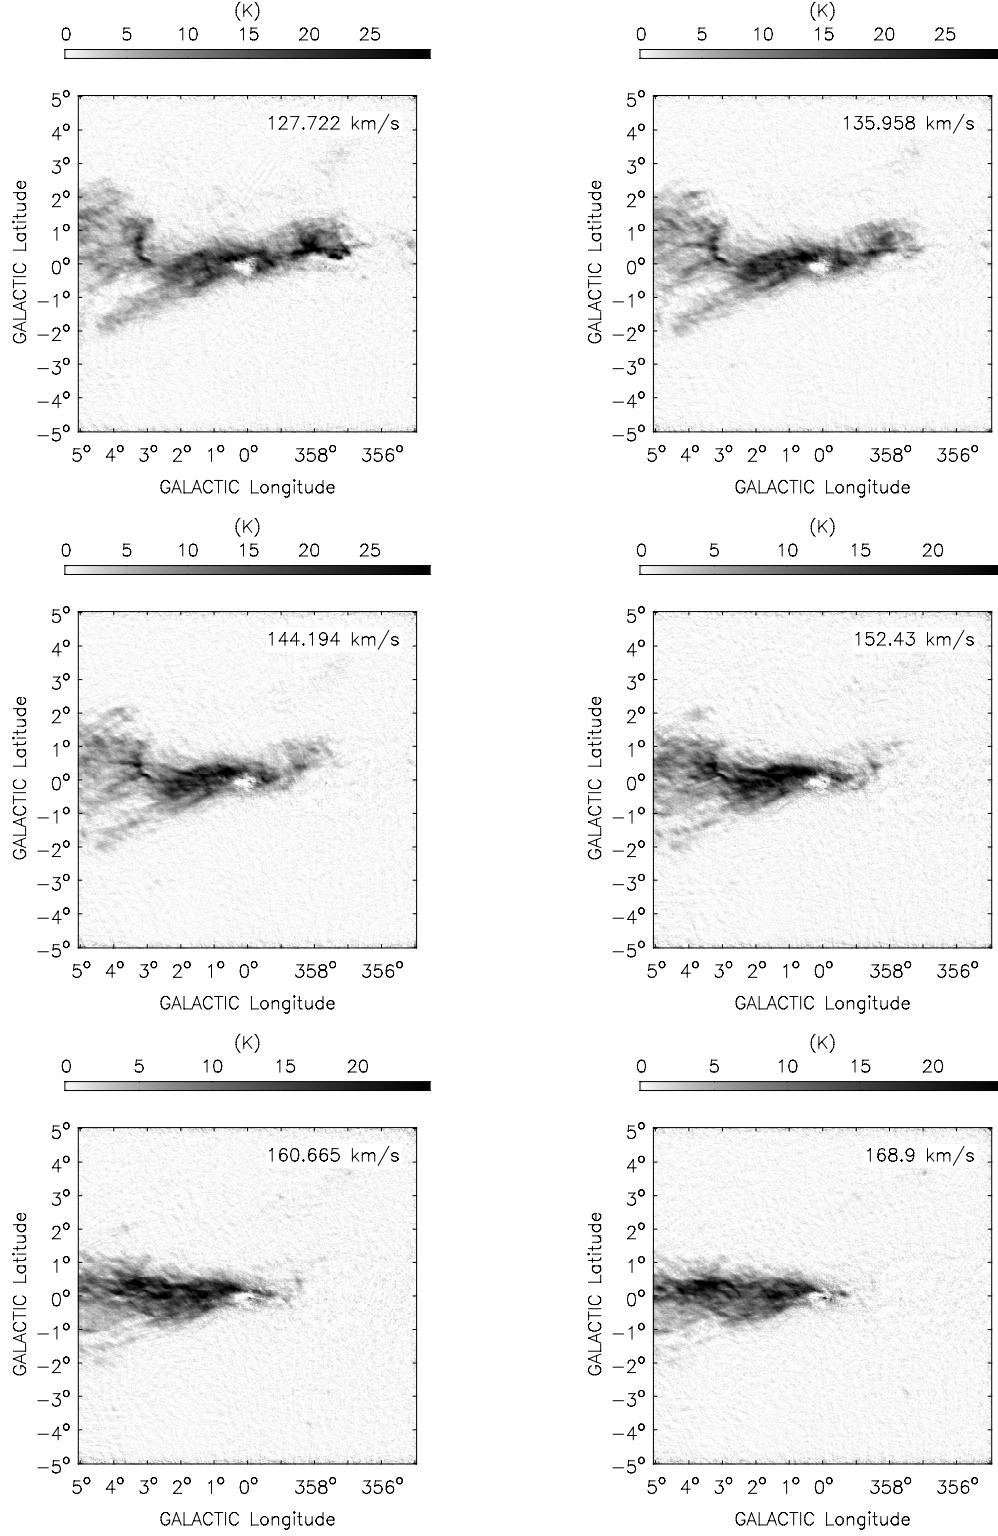 (K)
0 5 10 15 20 25
127.722 km/s
5° 4° 3° 2° 1° 0° −1° −2° −3° −4° −5°
GALACTIC Latitude
5° 4° 3° 2° 1° 0° 358° 356°
GALACTIC Longitude
(K)
0 5 10 15 20 25
135.958 km/s
5° 4° 3° 2° 1° 0° −1° −2° −3° −4° −5°
GALACTIC Latitude
5° 4° 3° 2° 1° 0° 358° 356°
GALACTIC Longitude
(K)
0 5 10 15 20 25
144.194 km/s
5° 4° 3° 2° 1° 0° −1° −2° −3° −4° −5°
GALACTIC Latitude
5° 4° 3° 2° 1° 0° 358° 356°
GALACTIC Longitude
(K)
0 5 10 15 20
152.43 km/s
5° 4° 3° 2° 1° 0° −1° −2° −3° −4° −5°
GALACTIC Latitude
5° 4° 3° 2° 1° 0° 358° 356°
GALACTIC Longitude
(K)
0 5 10 15 20
160.665 km/s
5° 4° 3° 2° 1° 0° −1° −2° −3° −4° −5°
GALACTIC Latitude
5° 4° 3° 2° 1° 0° 358° 356°
GALACTIC Longitude
(K)
0 5 10 15 20
168.9 km/s
5° 4° 3° 2° 1° 0° −1° −2° −3° −4° −5°
GALACTIC Latitude
5° 4° 3° 2° 1° 0° 358° 356°
GALACTIC Longitude